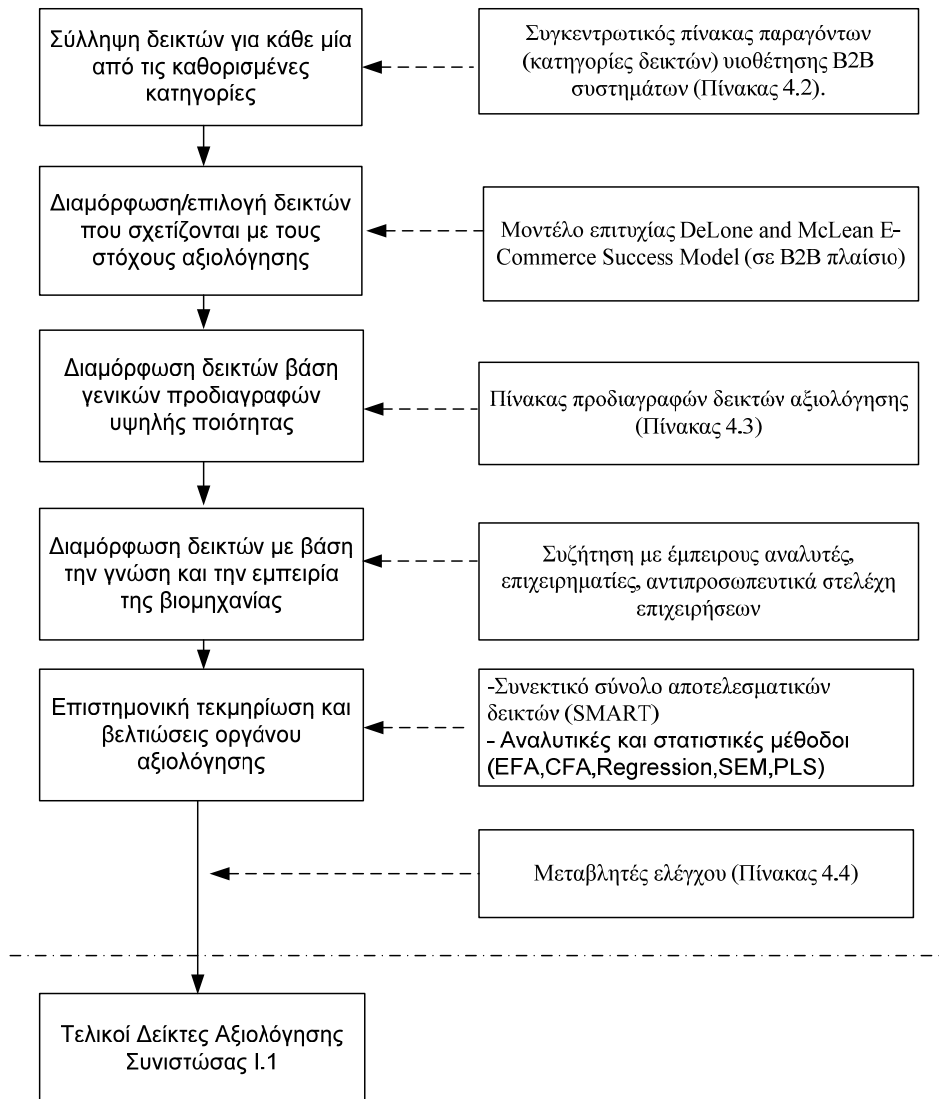 Σύλληψη δεικτών για κάθε μία
από τις καθορισμένες
κατηγορίες
Συγκεντρωτικός πίνακας παραγόντων
(κατηγορίες δεικτών) υιοθέτησης B2B
συστημάτων (Πίνακας 4.2).
Διαμόρφωση/επιλογή δεικτών
που σχετίζονται με τους
στόχους αξιολόγησης
Μοντέλο επιτυχίας DeLone and McLean E-
Commerce Success Model (σε B2B πλαίσιο)
Διαμόρφωση δεικτών βάση
γενικών προδιαγραφών
υψηλής ποιότητας
Πίνακας προδιαγραφών δεικτών αξιολόγησης
(Πίνακας 4.3)
Διαμόρφωση δεικτών με βάση
την γνώση και την εμπειρία
της βιομηχανίας
Συζήτηση με έμπειρους αναλυτές,
επιχειρηματίες, αντιπροσωπευτικά στελέχη
επιχειρήσεων
Επιστημονική τεκμηρίωση και
βελτιώσεις οργάνου
αξιολόγησης
-Συνεκτικό σύνολο αποτελεσματικών
δεικτών (SMART)
- Αναλυτικές και στατιστικές μέθοδοι
(EFA,CFA,Regression,SEM,PLS)
Μεταβλητές ελέγχου (Πίνακας 4.4)
Τελικοί Δείκτες Αξιολόγησης
Συνιστώσας I.1